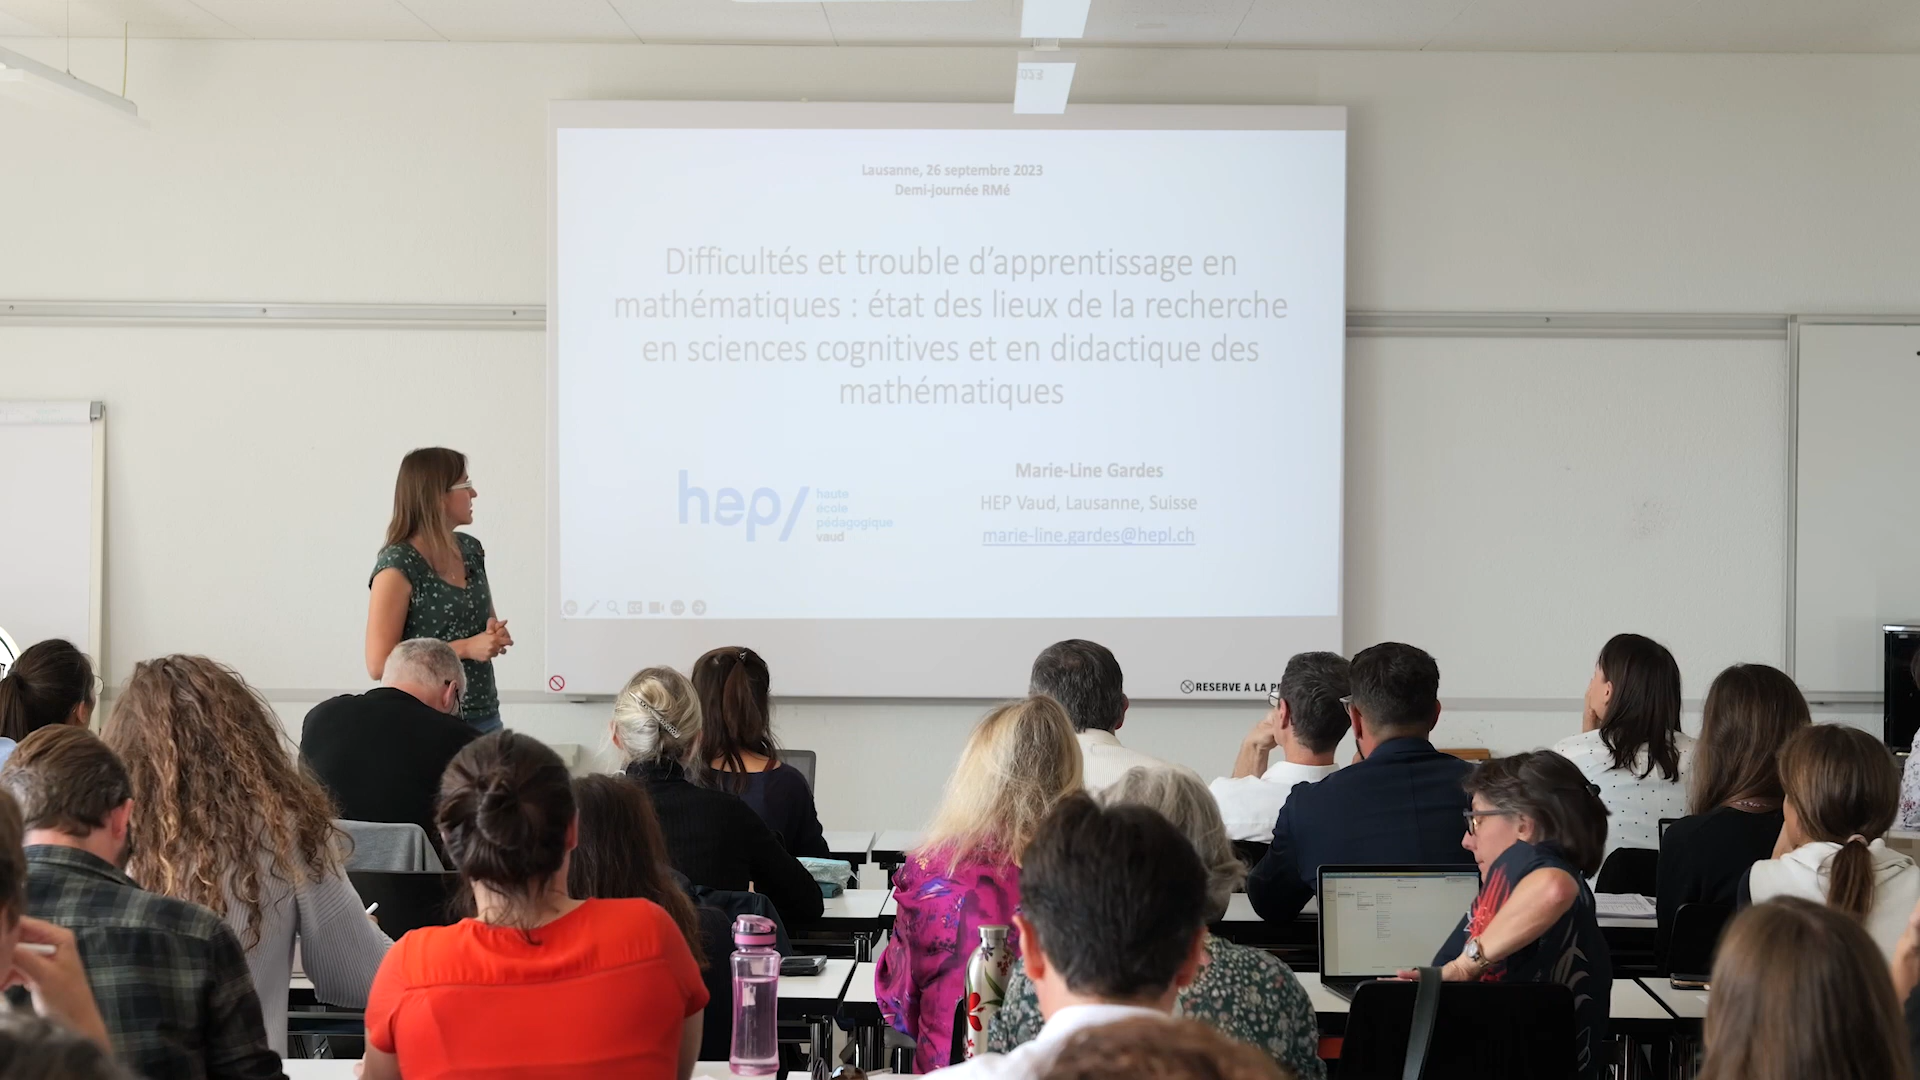 Lausanne, 26 septembre 2023
Demi-journée RMé
Difficultés et trouble d’apprentissage en
mathématiques : état des lieux de la recherche
en sciences cognitives et en didactique des
mathématiques
hep/
haute
école
pédagogique
vaud
Marie-Line Gardes
HEP Vaud, Lausanne, Suisse
marie-line.gardes@hepl.ch
RESERVE A LA